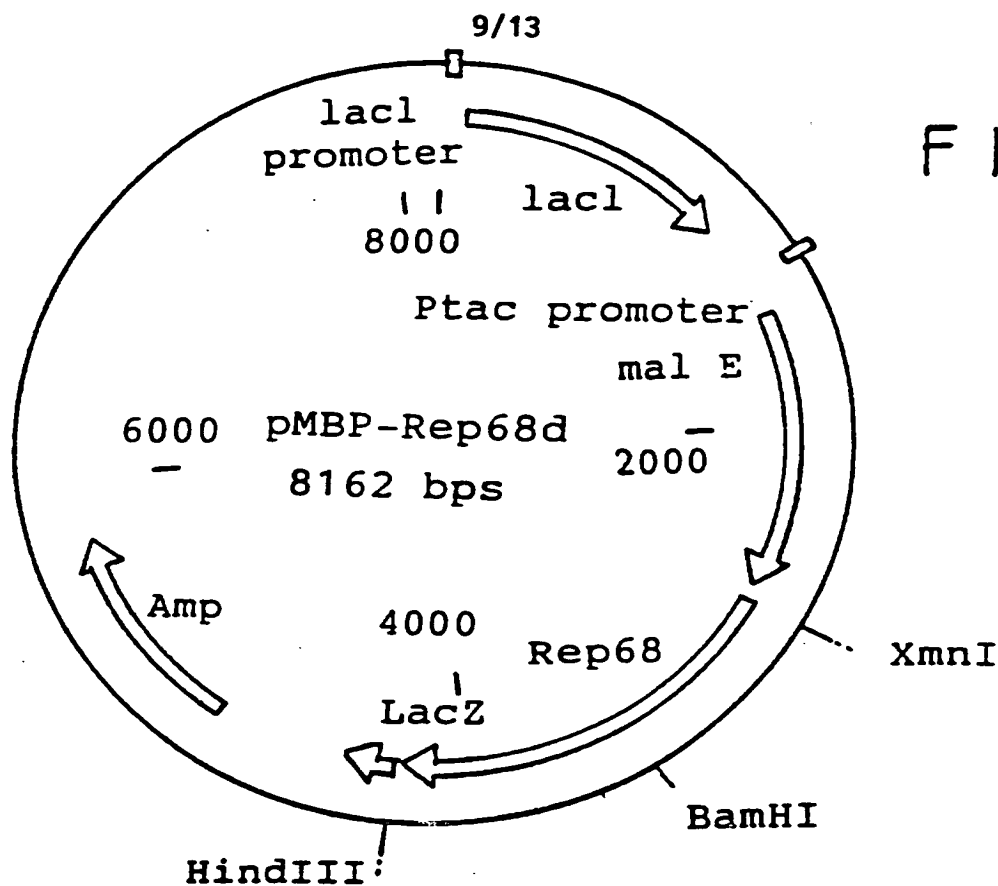 9/13
FI
lacl
promoter
lacl
8000
Ptac promoter
mal E
6000
pMBP-Rep68d
2000
8162 bps
Amp
4000
Rep68
XmnI
LacZ
BamHI
HindIII